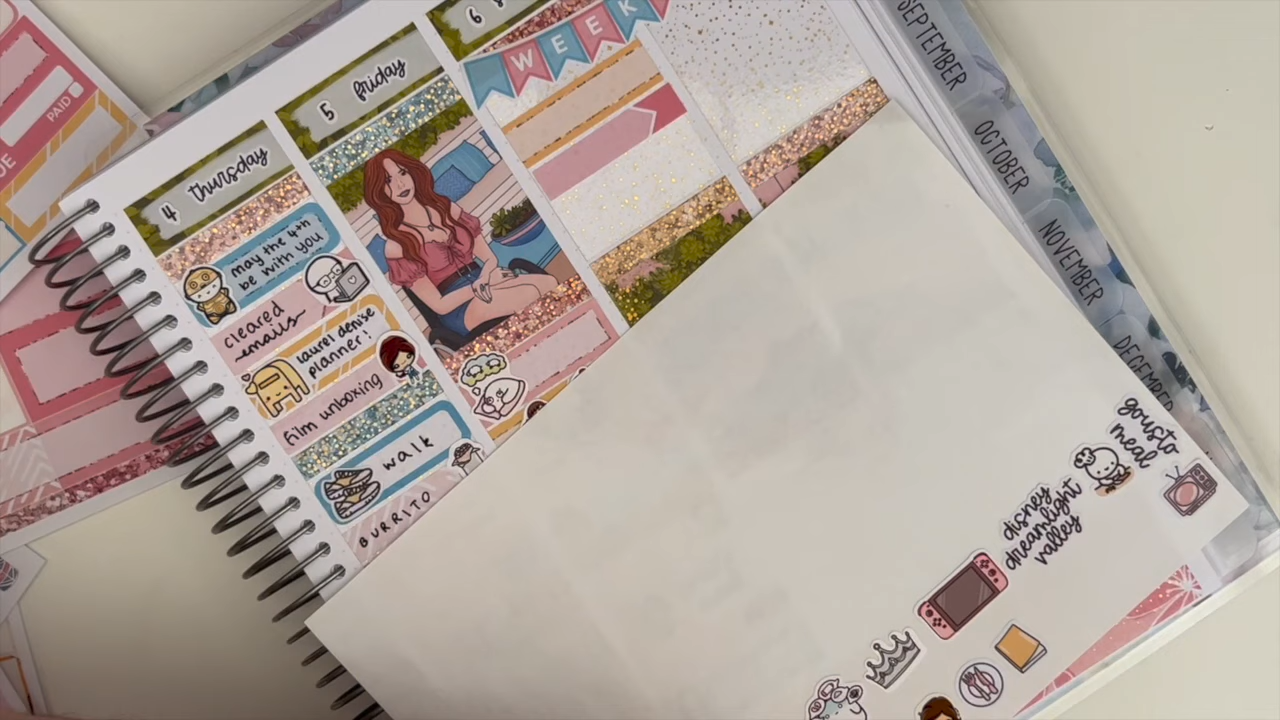 PAID
4 thursday
may the 4th
be with you
cleared
emails
laurel denise
planner!
film unboxing
walk
BURRITO
5 friday
6
WEEK
SEPTEMBER
OCTOBER
NOVEMBER
DECEMBER
gousto
meal
disney
dreamlight
valley